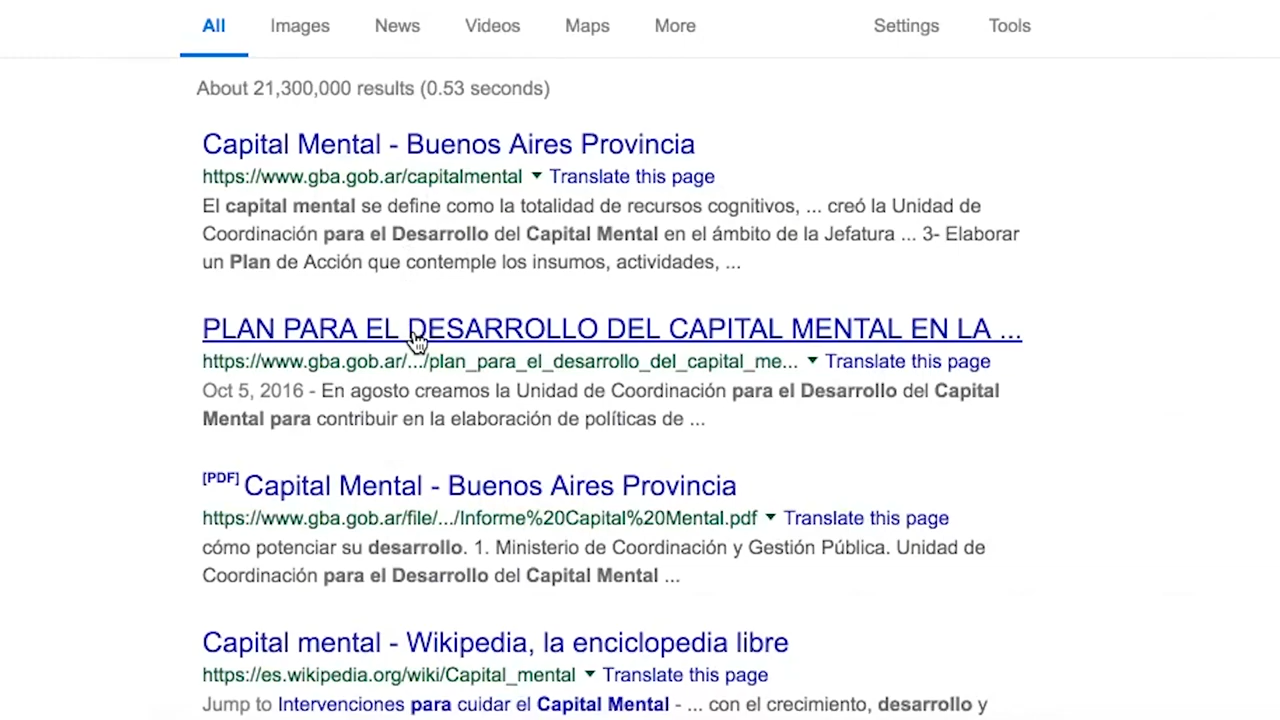 All Images News Videos Maps More Settings Tools
About 21,300,000 results (0.53 seconds)
Capital Mental - Buenos Aires Provincia
https://www.gba.gob.ar/capitalmental ▼ Translate this page
El capital mental se define como la totalidad de recursos cognitivos, ... creó la Unidad de
Coordinación para el Desarrollo del Capital Mental en el ámbito de la Jefatura ... 3- Elaborar
un Plan de Acción que contemple los insumos, actividades, ...
PLAN PARA EL DESARROLLO DEL CAPITAL MENTAL EN LA ...
https://www.gba.gob.ar/.../plan_para_el_desarrollo_del_capital_me... ▼ Translate this page
Oct 5, 2016 - En agosto creamos la Unidad de Coordinación para el Desarrollo del Capital
Mental para contribuir en la elaboración de políticas de ...
[PDF] Capital Mental - Buenos Aires Provincia
https://www.gba.gob.ar/file/.../Informe%20Capital%20Mental.pdf ▼ Translate this page
cómo potenciar su desarrollo. 1. Ministerio de Coordinación y Gestión Pública. Unidad de
Coordinación para el Desarrollo del Capital Mental ...
Capital mental - Wikipedia, la enciclopedia libre
https://es.wikipedia.org/wiki/Capital_mental ▼ Translate this page
Jump to Intervenciones para cuidar el Capital Mental - ... con el crecimiento, desarrollo y